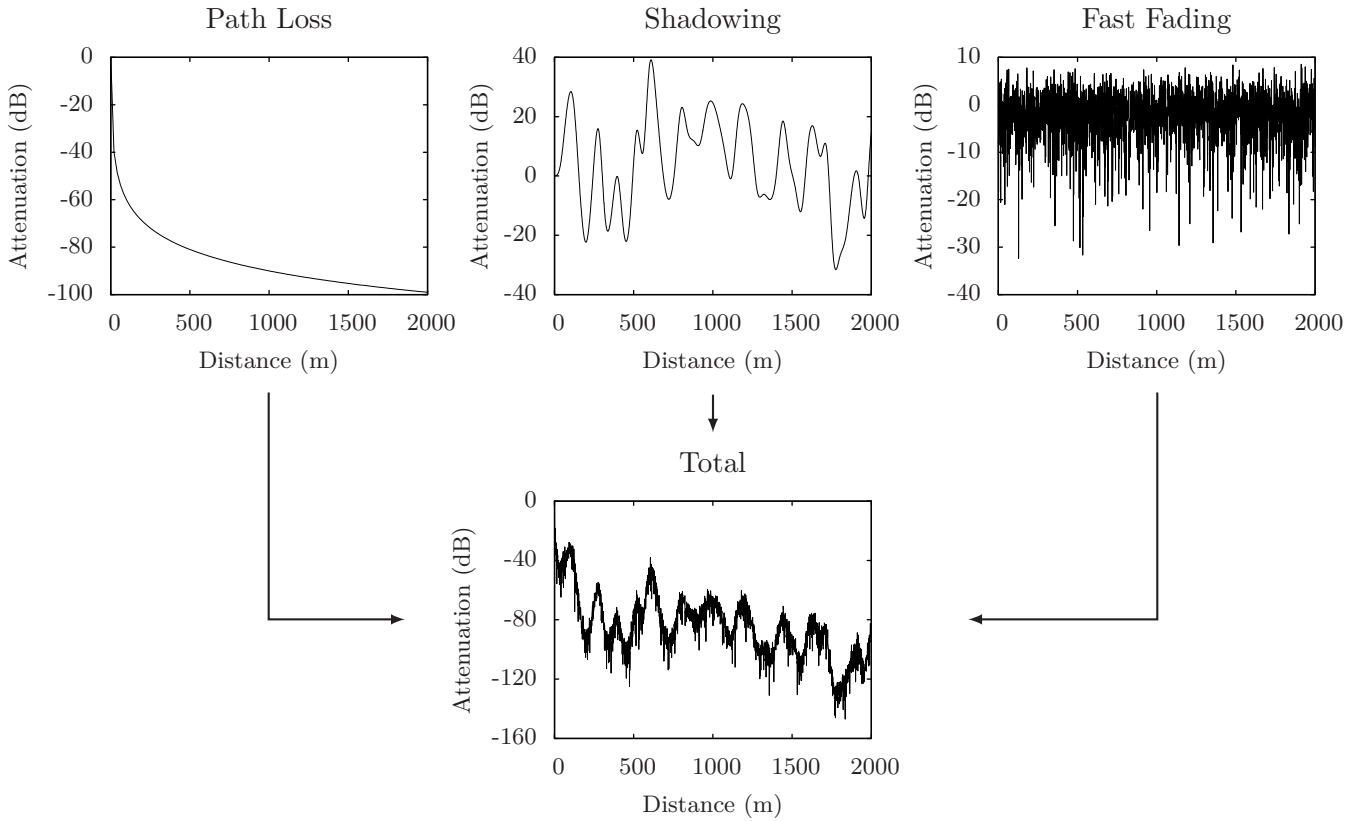 Path Loss
Shadowing
Fast Fading
Attenuation (dB)
0
-20
-40
-60
-80
-100
0 500 1000 1500 2000
Distance (m)
Attenuation (dB)
40
20
0
-20
-40
0 500 1000 1500 2000
Distance (m)
Attenuation (dB)
10
0
-10
-20
-30
-40
0 500 1000 1500 2000
Distance (m)
Total
Attenuation (dB)
0
-40
-80
-120
-160
0 500 1000 1500 2000
Distance (m)